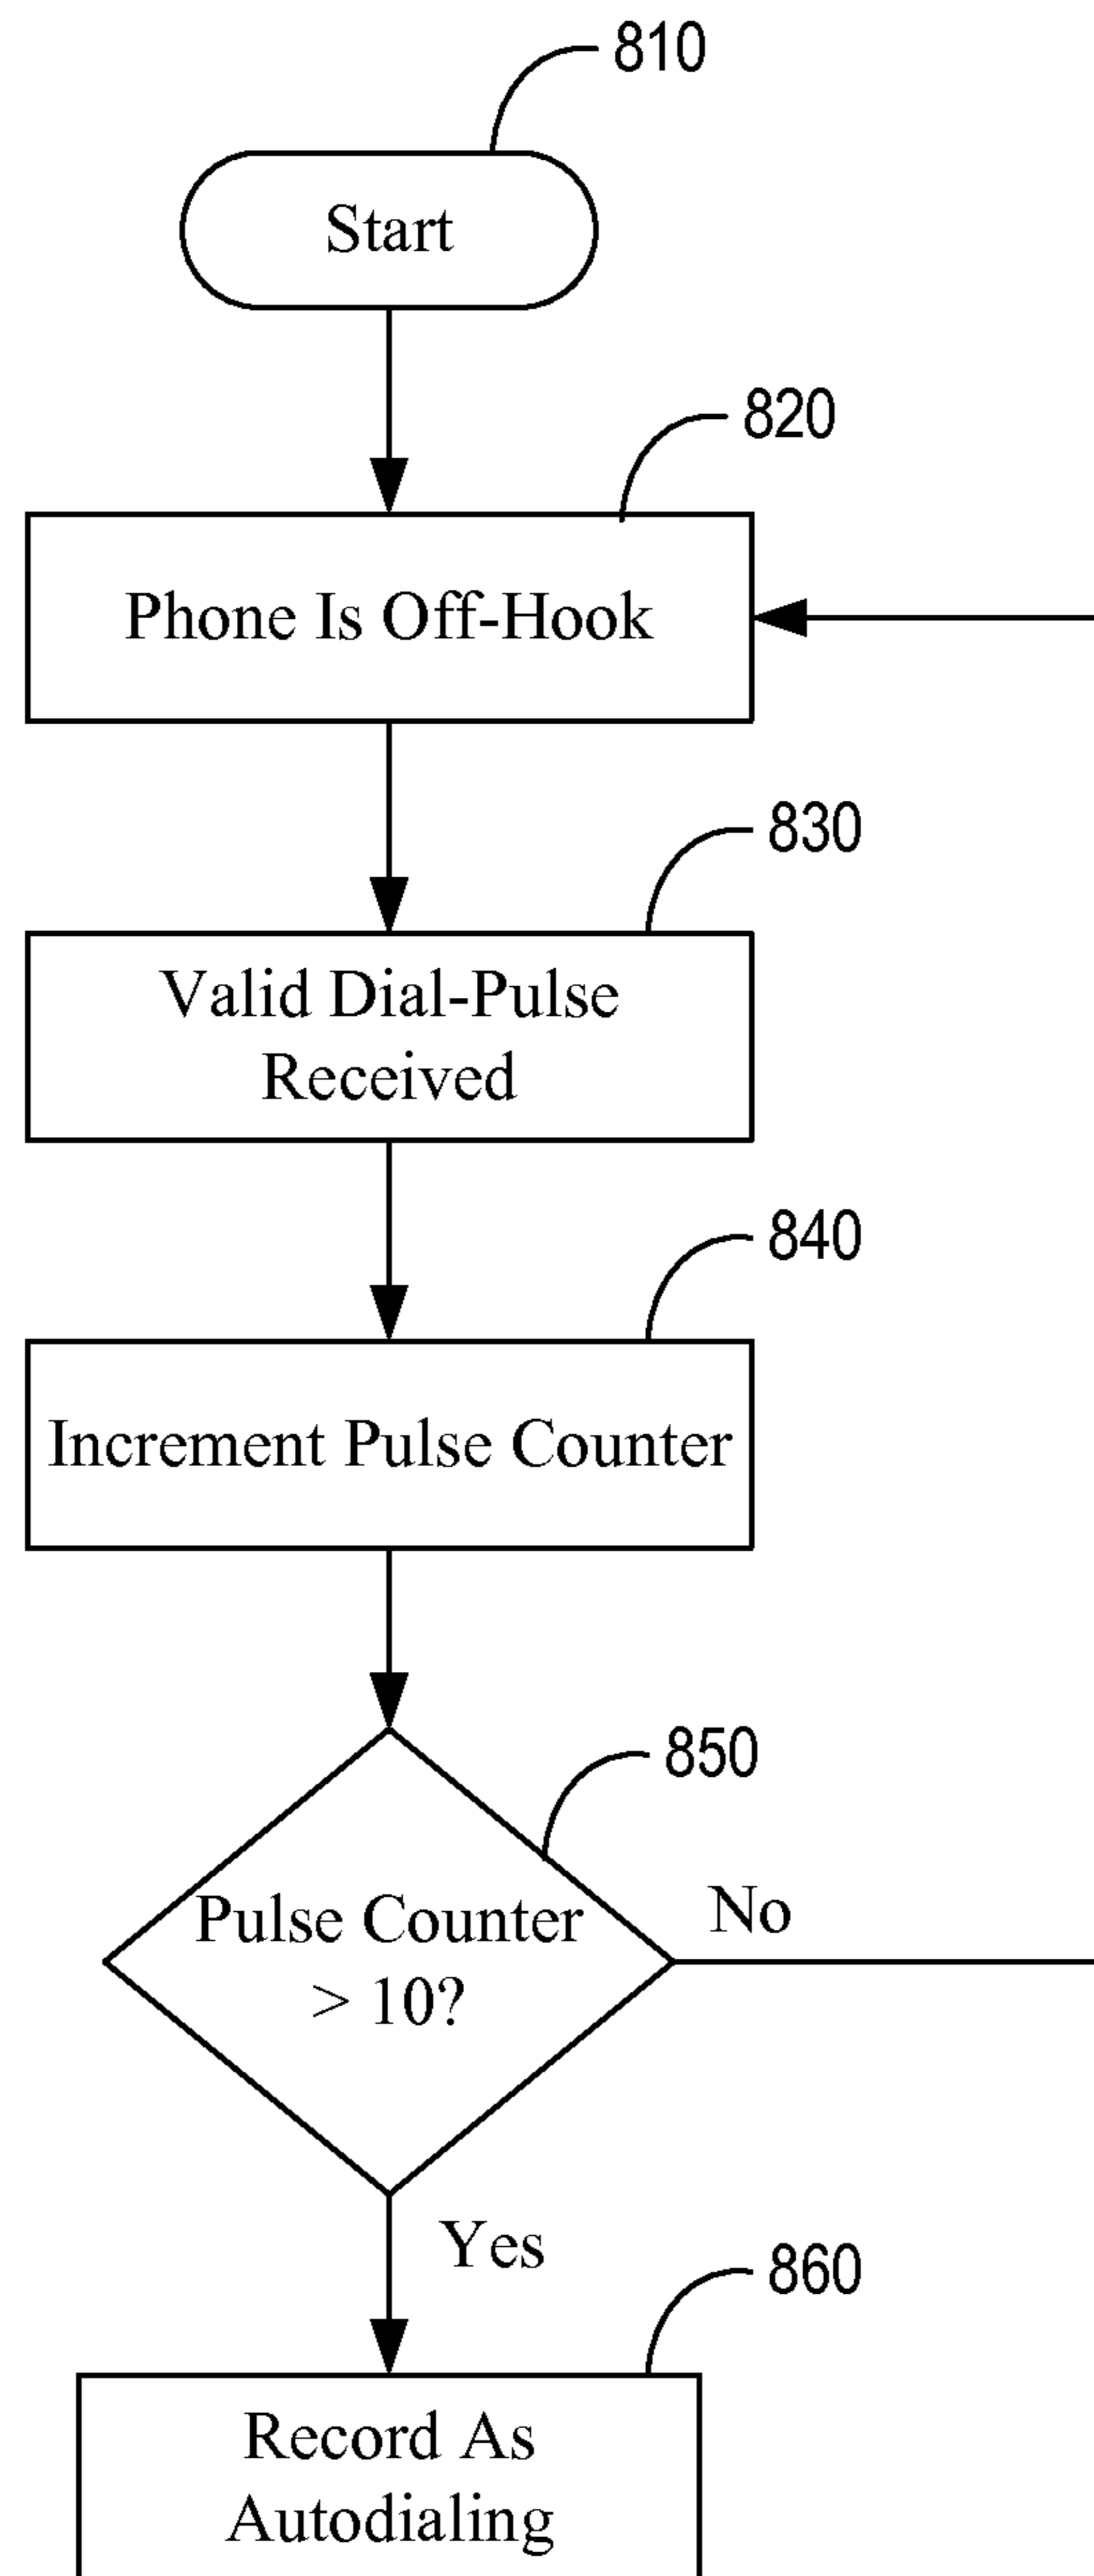 810
Start
820
Phone Is Off-Hook
830
Valid Dial-Pulse
Received
840
Increment Pulse Counter
850
Pulse Counter
> 10?
No
Yes
860
Record As
Autodialing